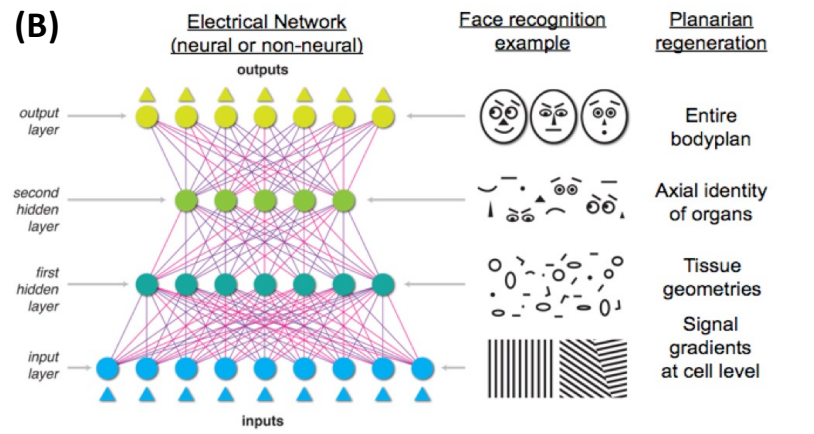 (B)
Electrical Network
(neural or non-neural)
Face recognition
example
Planarian
regeneration
outputs
output
layer
Entire
bodyplan
second
hidden
layer
Axial identity
of organs
first
hidden
layer
Tissue
geometries
Signal
gradients
at cell level
input
layer
inputs